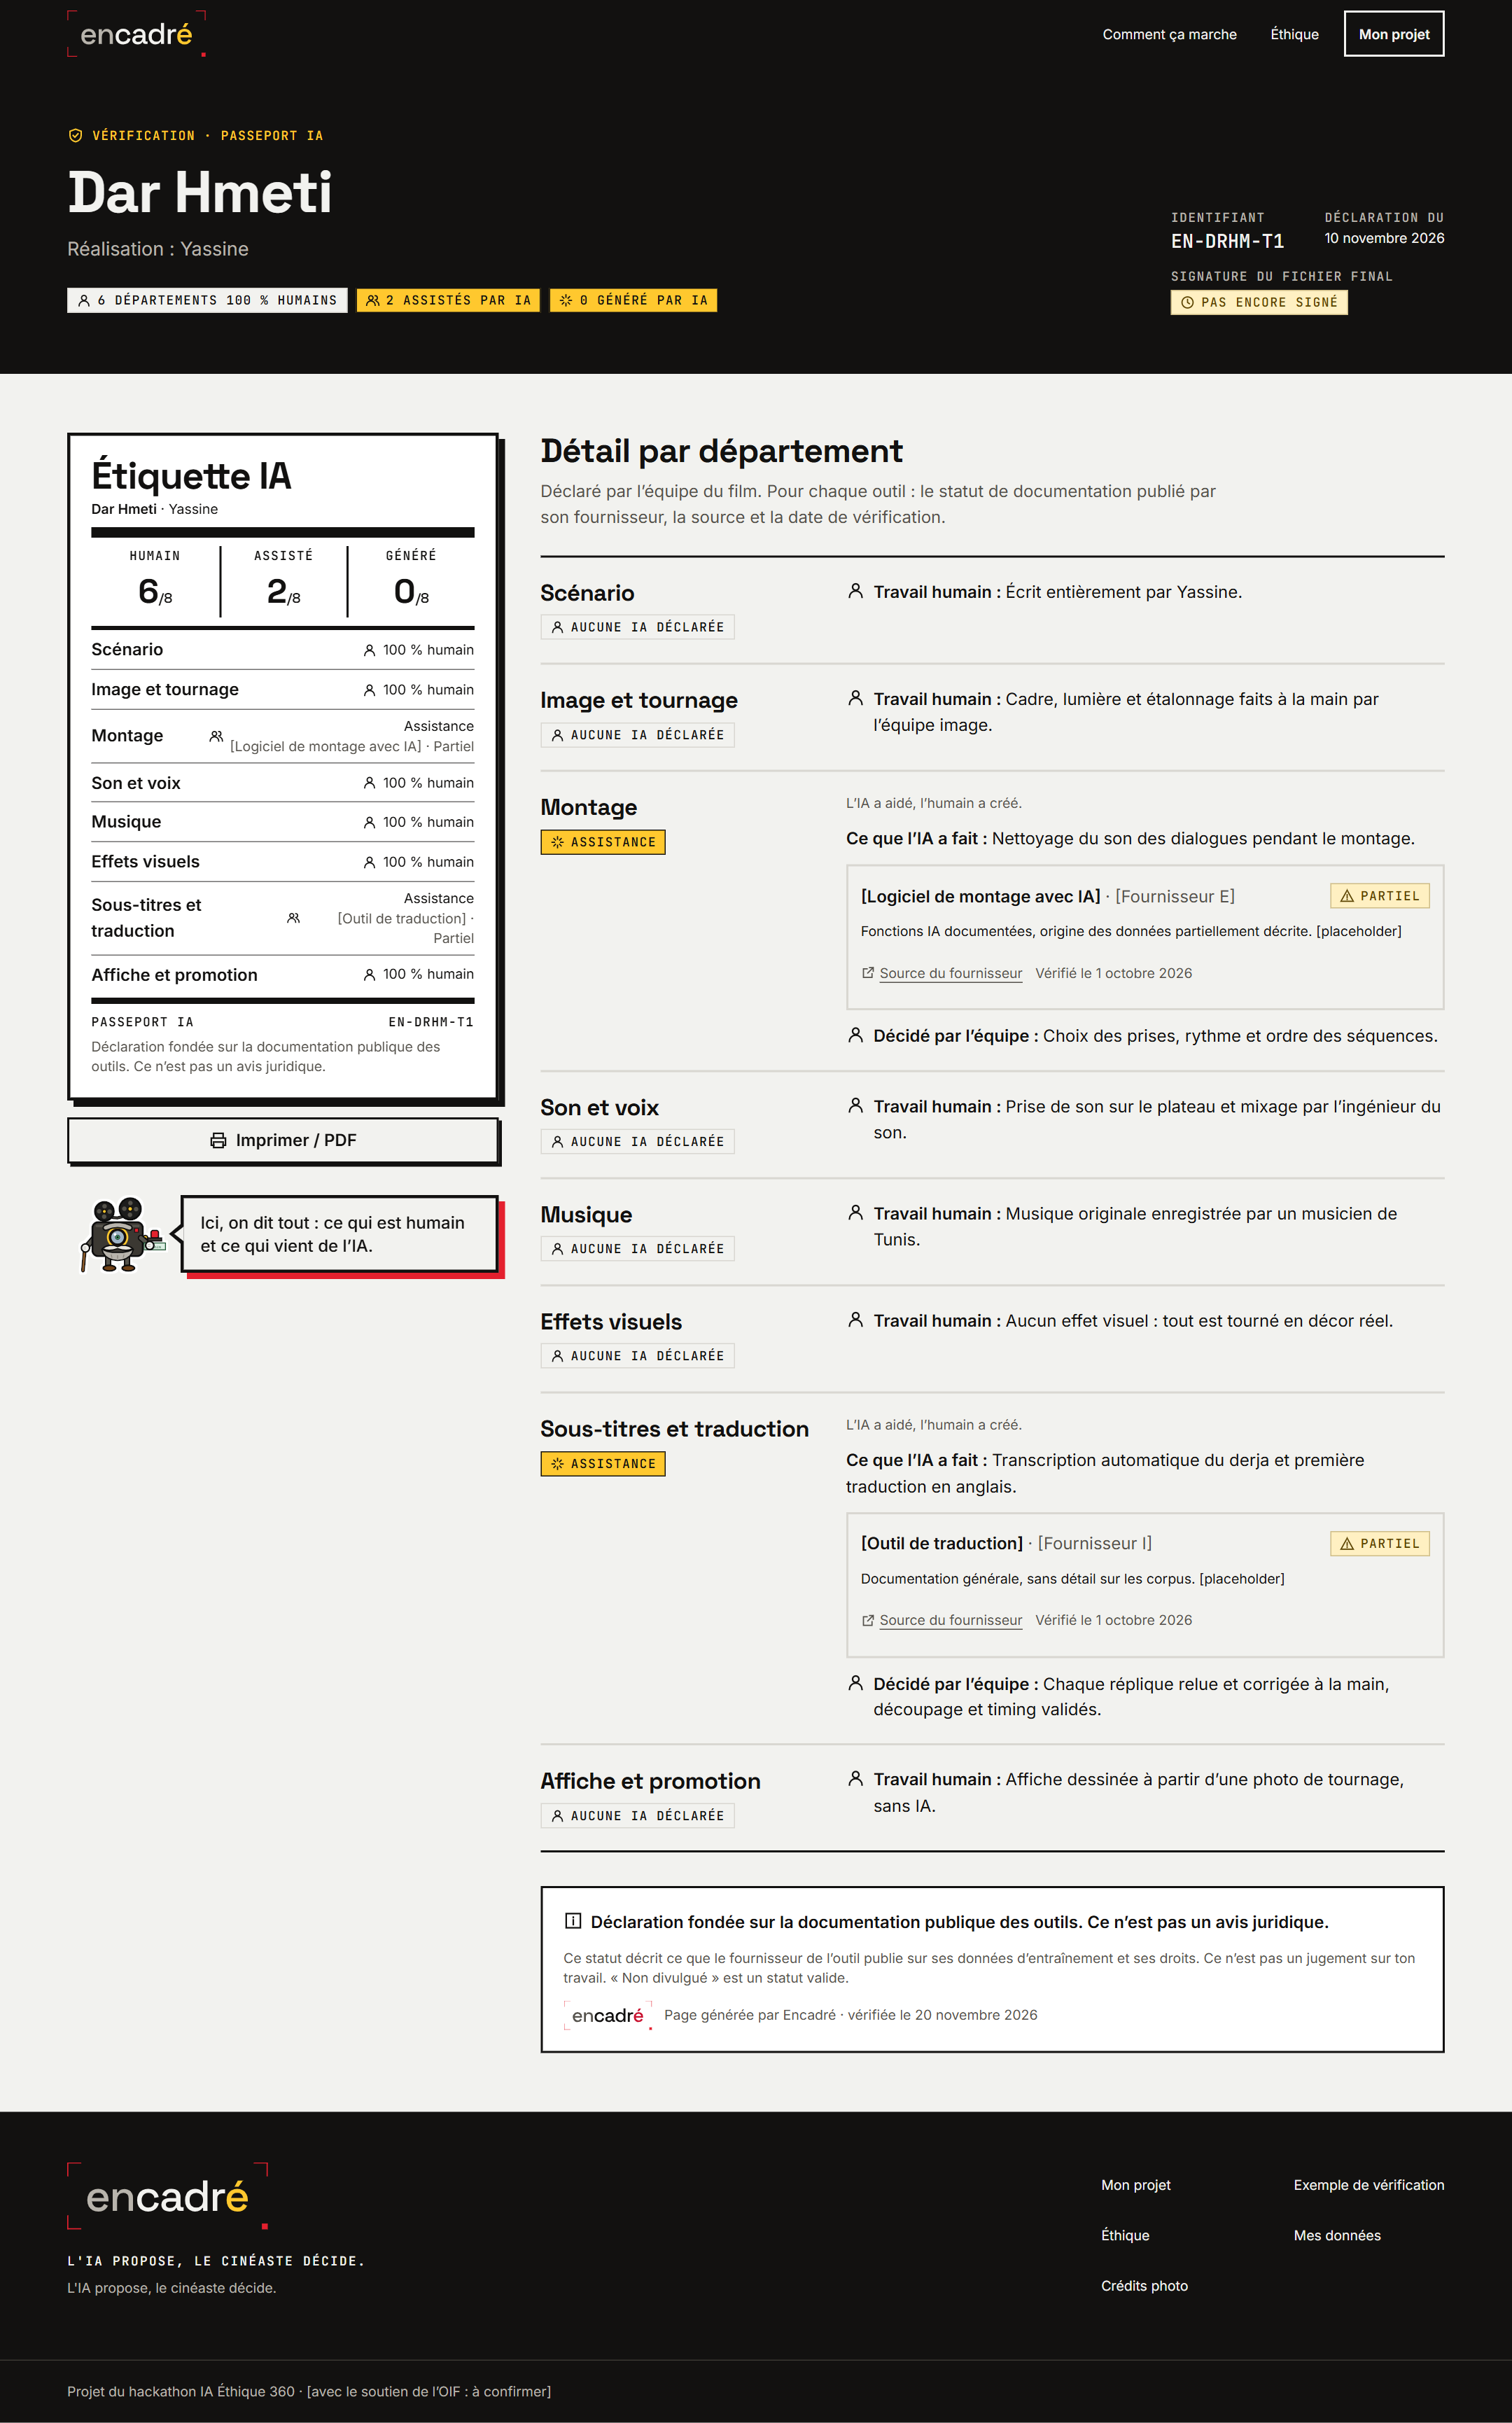 encadré
Comment ça marche
Éthique
Mon projet
VÉRIFICATION · PASSEPORT IA
Dar Hmeti
Réalisation : Yassine
6 DÉPARTEMENTS 100 % HUMAINS
2 ASSISTÉS PAR IA
0 GÉNÉRÉ PAR IA
IDENTIFIANT
EN-DRHM-T1
DÉCLARATION DU
10 novembre 2026
SIGNATURE DU FICHIER FINAL
PAS ENCORE SIGNÉ
Étiquette IA
Dar Hmeti · Yassine
HUMAIN
6/8
ASSISTÉ
2/8
GÉNÉRÉ
0/8
Scénario
100 % humain
Image et tournage
100 % humain
Montage
Assistance
[Logiciel de montage avec IA] · Partiel
Son et voix
100 % humain
Musique
100 % humain
Effets visuels
100 % humain
Sous-titres et
traduction
Assistance
[Outil de traduction] ·
Partiel
Affiche et promotion
100 % humain
PASSEPORT IA
EN-DRHM-T1
Déclaration fondée sur la documentation publique des
outils. Ce n’est pas un avis juridique.
Imprimer / PDF
Ici, on dit tout : ce qui est humain
et ce qui vient de l’IA.
Détail par département
Déclaré par l’équipe du film. Pour chaque outil : le statut de documentation publié par
son fournisseur, la source et la date de vérification.
Scénario
AUCUNE IA DÉCLARÉE
Travail humain : Écrit entièrement par Yassine.
Image et tournage
AUCUNE IA DÉCLARÉE
Travail humain : Cadre, lumière et étalonnage faits à la main par
l’équipe image.
Montage
ASSISTANCE
L’IA a aidé, l’humain a créé.
Ce que l’IA a fait : Nettoyage du son des dialogues pendant le montage.
[Logiciel de montage avec IA] · [Fournisseur E]
PARTIEL
Fonctions IA documentées, origine des données partiellement décrite. [placeholder]
Source du fournisseur
Vérifié le 1 octobre 2026
Décidé par l’équipe : Choix des prises, rythme et ordre des séquences.
Son et voix
AUCUNE IA DÉCLARÉE
Travail humain : Prise de son sur le plateau et mixage par l’ingénieur du
son.
Musique
AUCUNE IA DÉCLARÉE
Travail humain : Musique originale enregistrée par un musicien de
Tunis.
Effets visuels
AUCUNE IA DÉCLARÉE
Travail humain : Aucun effet visuel : tout est tourné en décor réel.
Sous-titres et traduction
ASSISTANCE
L’IA a aidé, l’humain a créé.
Ce que l’IA a fait : Transcription automatique du derja et première
traduction en anglais.
[Outil de traduction] · [Fournisseur I]
PARTIEL
Documentation générale, sans détail sur les corpus. [placeholder]
Source du fournisseur
Vérifié le 1 octobre 2026
Décidé par l’équipe : Chaque réplique relue et corrigée à la main,
découpage et timing validés.
Affiche et promotion
AUCUNE IA DÉCLARÉE
Travail humain : Affiche dessinée à partir d’une photo de tournage,
sans IA.
Déclaration fondée sur la documentation publique des outils. Ce n’est pas un avis juridique.
Ce statut décrit ce que le fournisseur de l’outil publie sur ses données d’entraînement et ses droits. Ce n’est pas un jugement sur ton
travail. « Non divulgué » est un statut valide.
encadré
Page générée par Encadré · vérifiée le 20 novembre 2026
encadré
L'IA PROPOSE, LE CINÉASTE DÉCIDE.
L'IA propose, le cinéaste décide.
Mon projet
Exemple de vérification
Éthique
Mes données
Crédits photo
Projet du hackathon IA Éthique 360 · [avec le soutien de l’OIF : à confirmer]